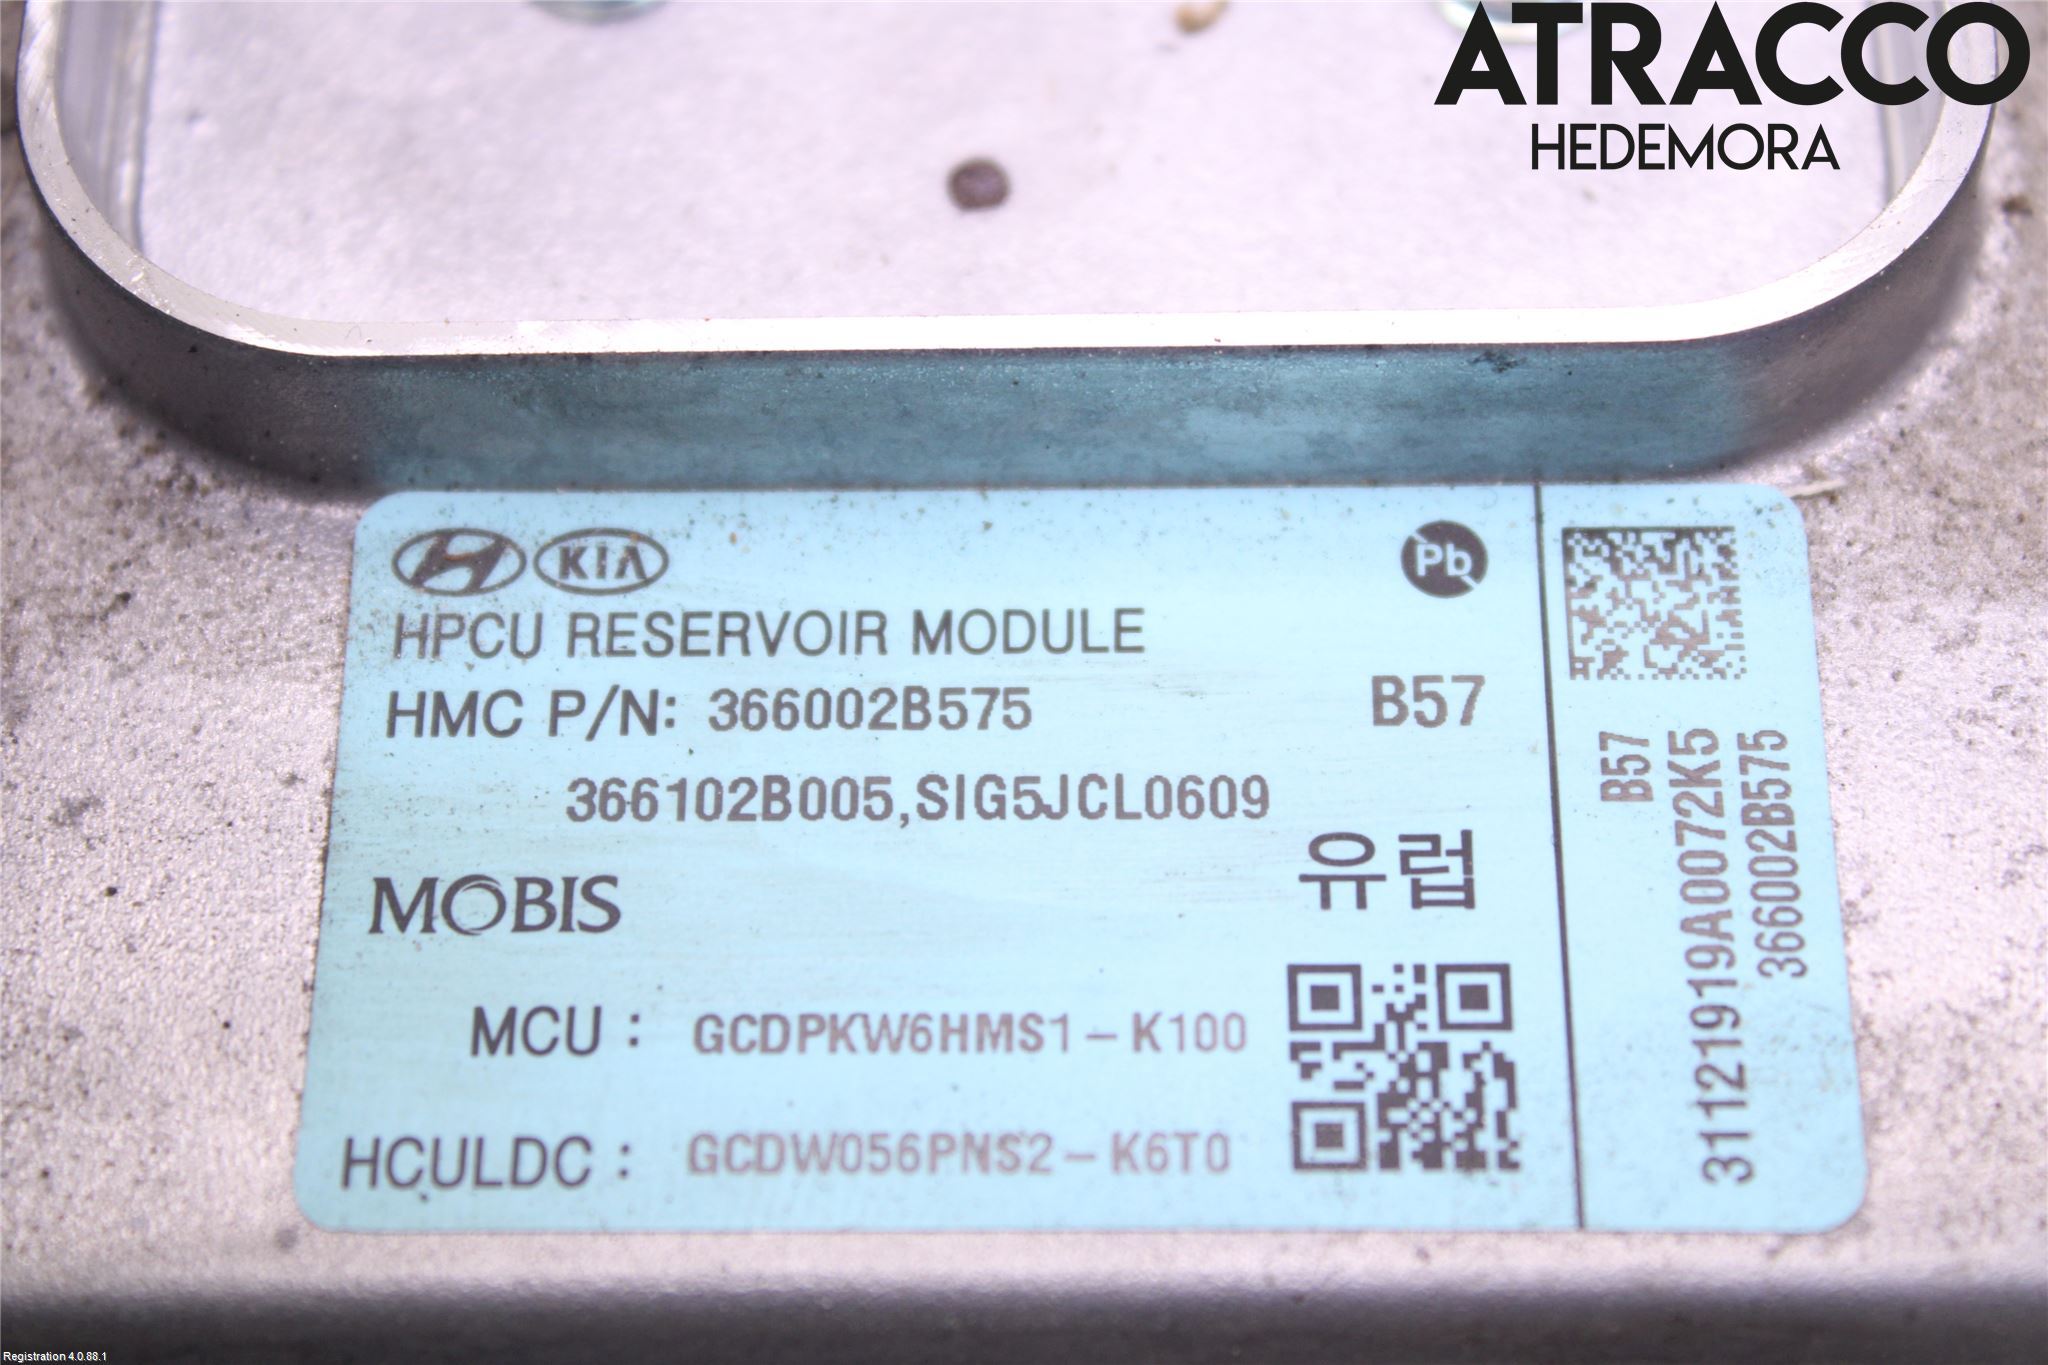 ATRACCO
HEDEMORA
KIA
Pb
HPCU RESERVOIR MODULE
HMC P/N: 366002B575
B57
366102B005,SIG5JCL0609
유럽
MOBIS
MCU : GCDPKW6HMS1-K100
HCULDC : GCDW056PNS2-K6T0
B57
31121919A0072K5
366002B575
Registration 4.0.88.1